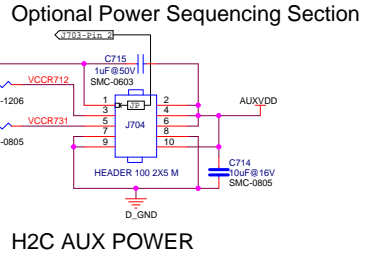 Optional Power Sequencing Section
J703-Pin 2
C715
1uF@50V
SMC-0603
VCCR712
-1206
1 JP 2
3 4
AUXVDD
VCCR731
5 6
J704
-0805
7 8
9 10
C714
10uF@16V
SMC-0805
HEADER 100 2X5 M
D_GND
H2C AUX POWER